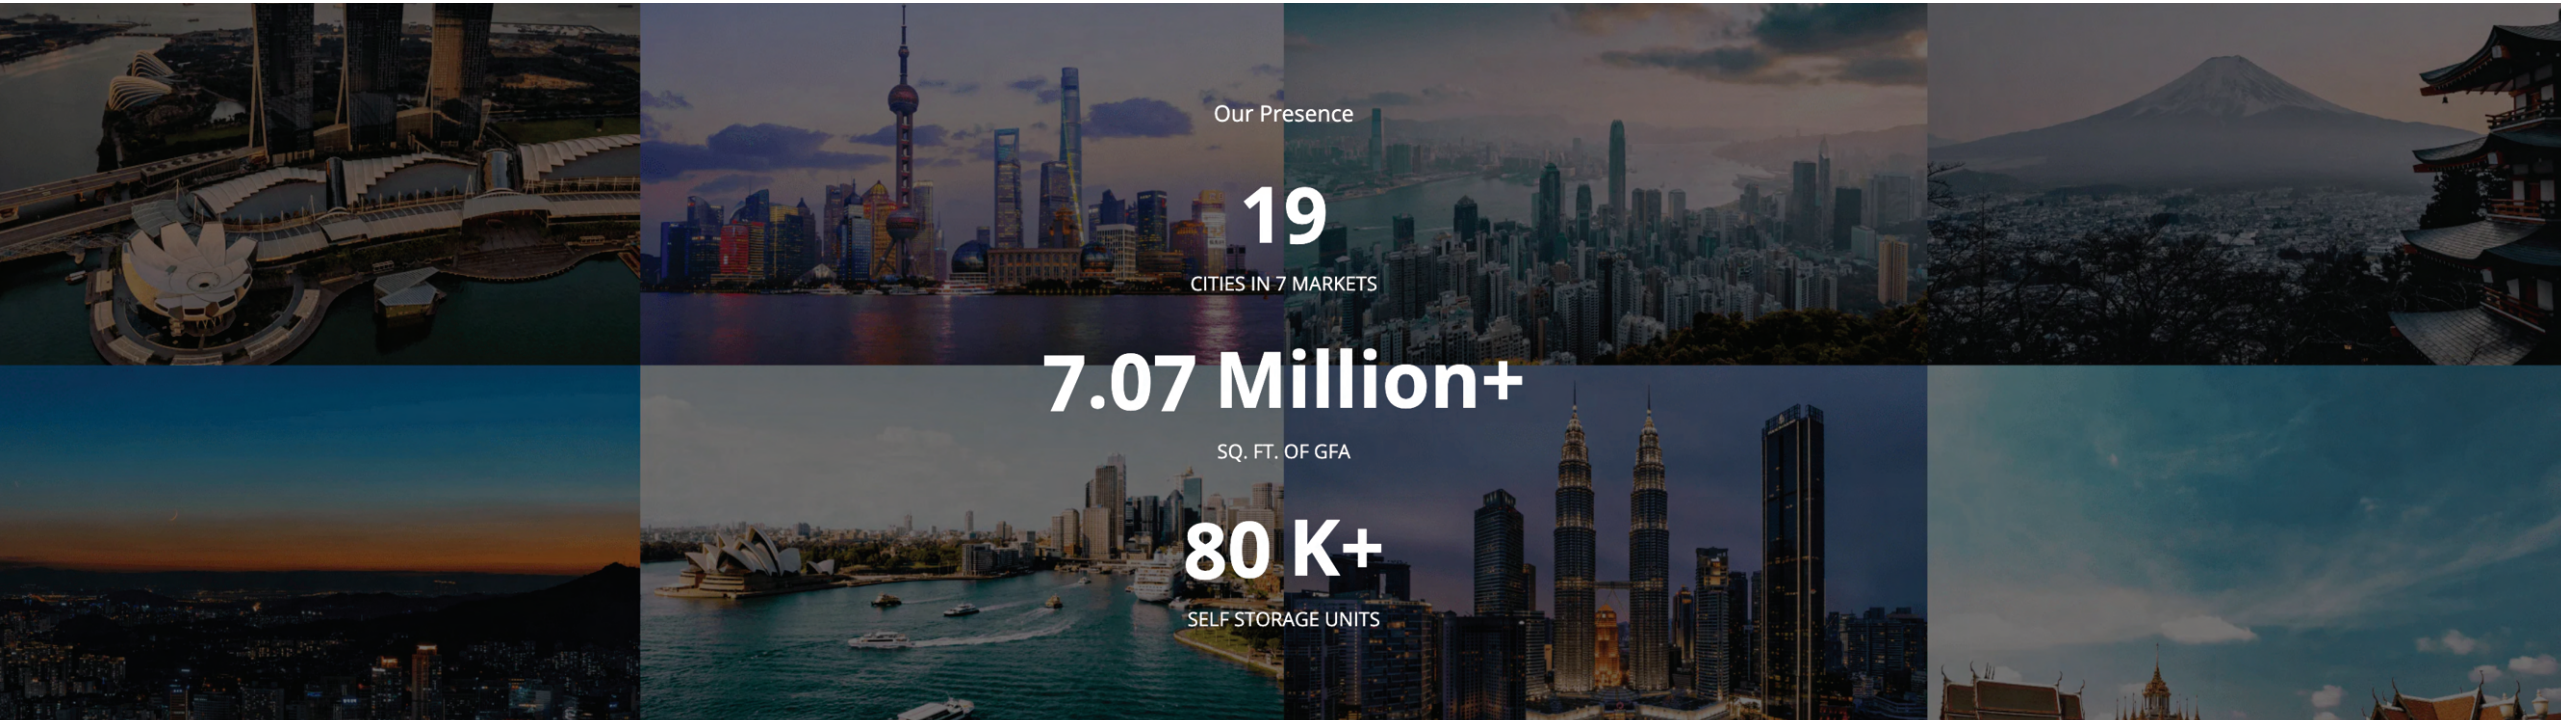 Our Presence
19
CITIES IN 7 MARKETS
7.07 Million+
SQ. FT. OF GFA
80 K+
SELF STORAGE UNITS